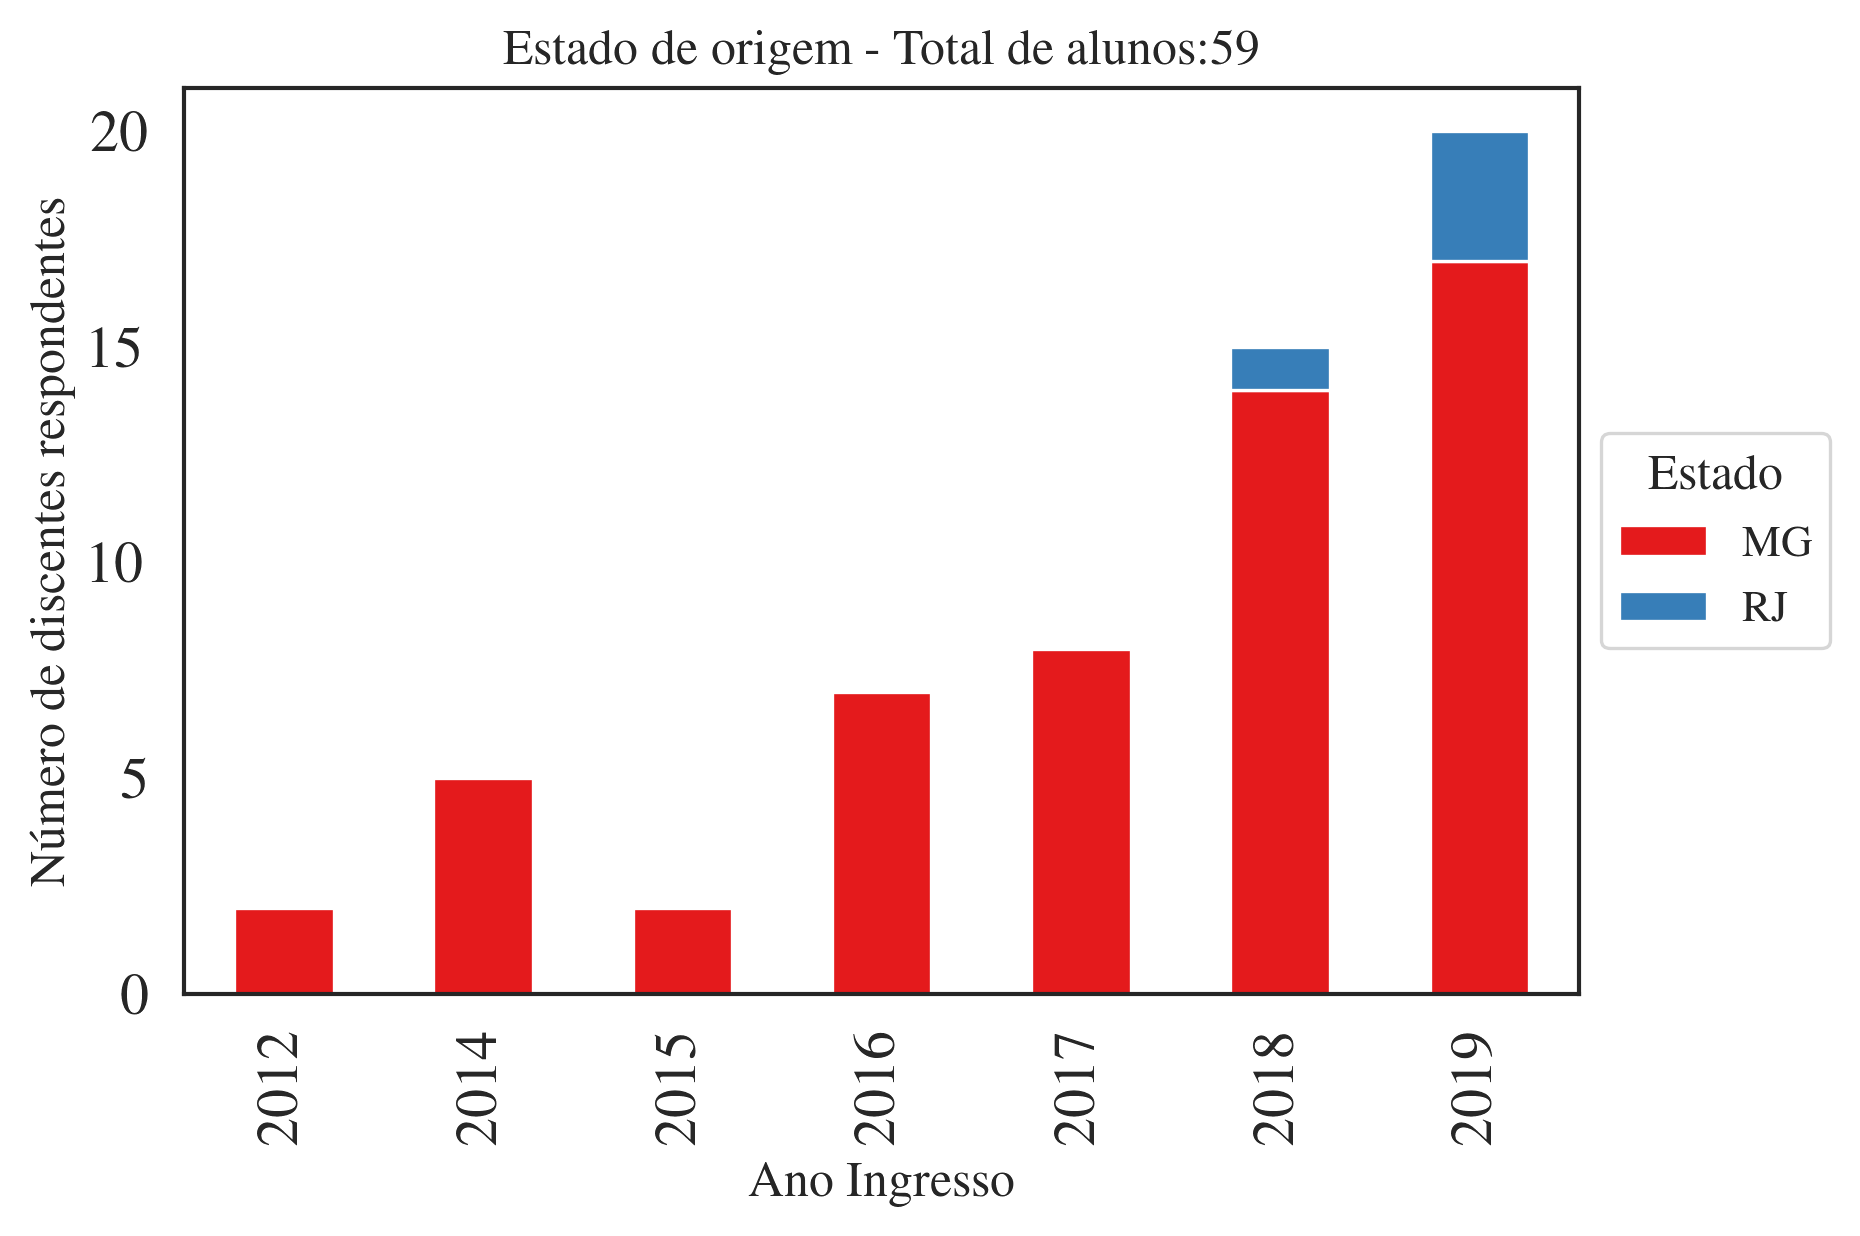 Estado de origem - Total de alunos:59
Número de discentes respondentes
20
15
10
5
0
2012
2014
2015
2016
2017
2018
2019
Ano Ingresso
Estado
MG
RJ